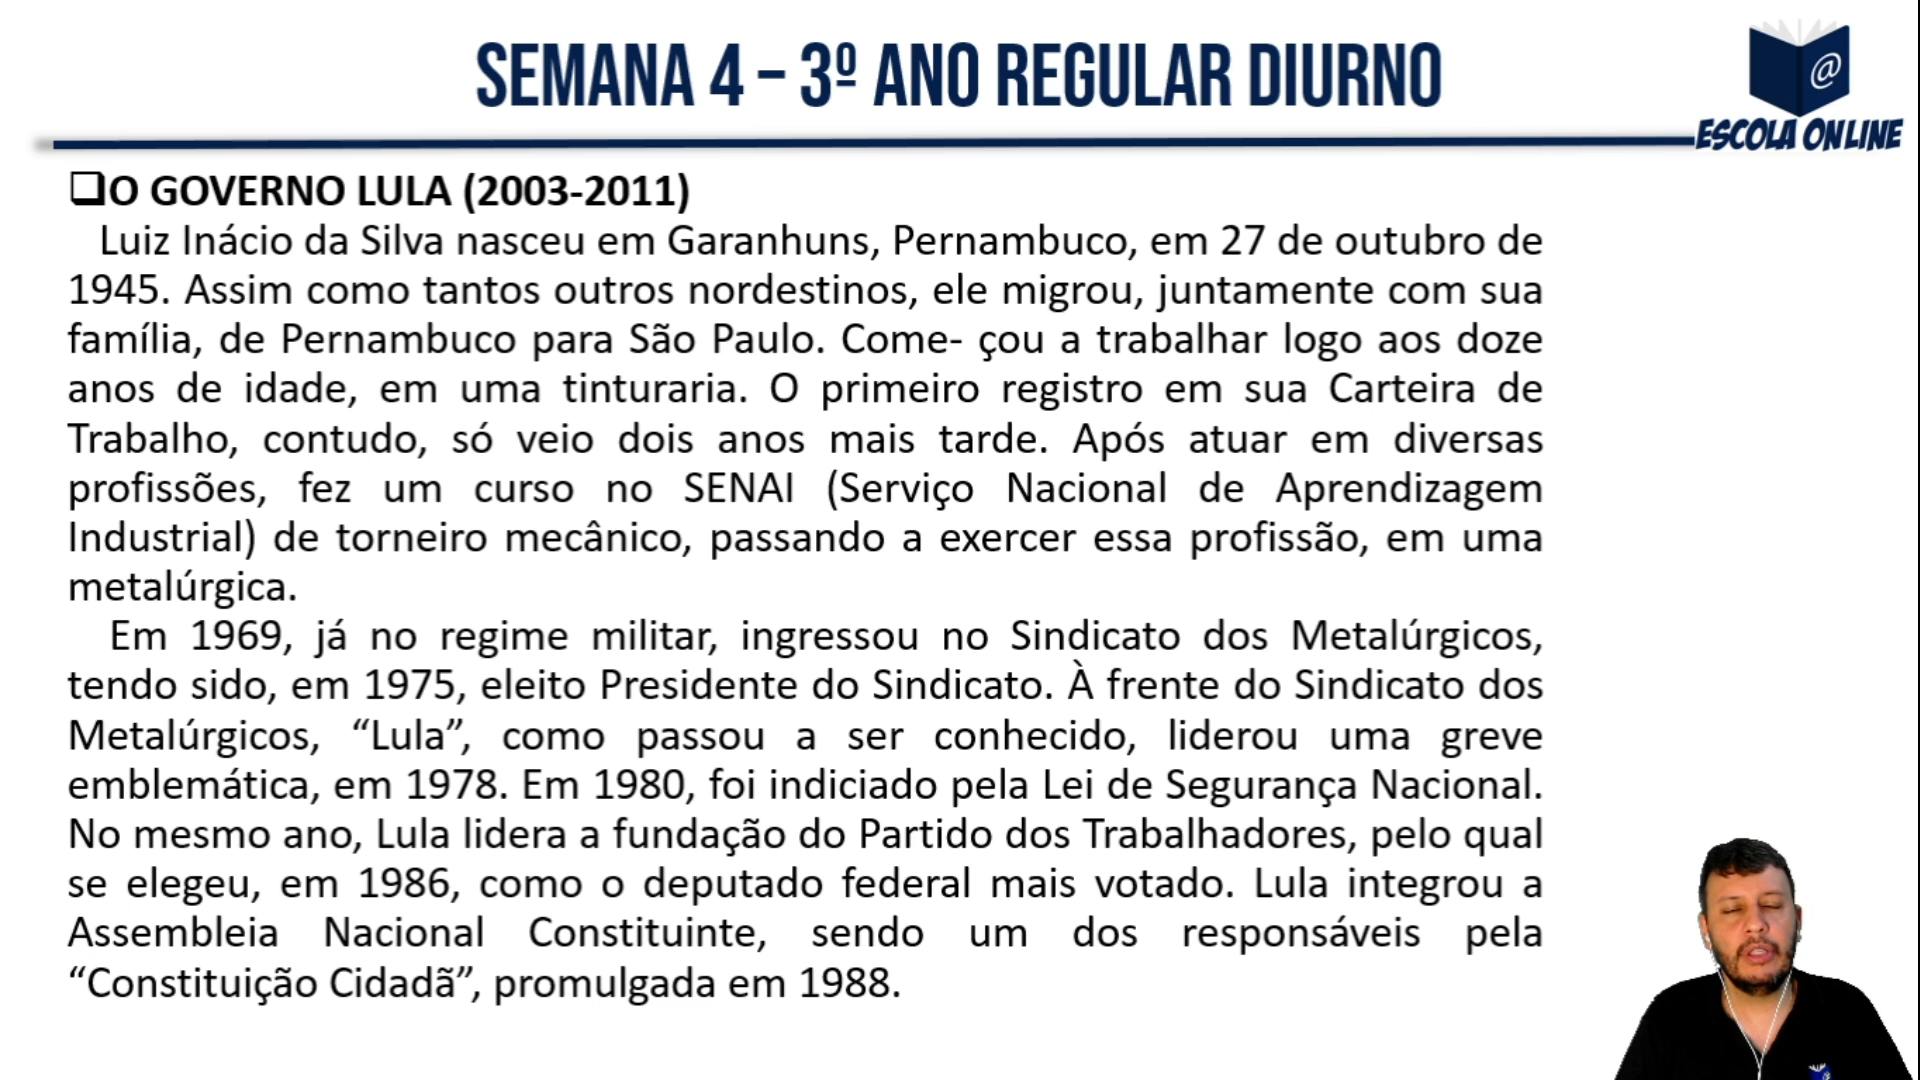 SEMANA 4 – 3º ANO REGULAR DIURNO
@
ESCOLA ONLINE
O GOVERNO LULA (2003-2011)
Luiz Inácio da Silva nasceu em Garanhuns, Pernambuco, em 27 de outubro de
1945. Assim como tantos outros nordestinos, ele migrou, juntamente com sua
família, de Pernambuco para São Paulo. Come- çou a trabalhar logo aos doze
anos de idade, em uma tinturaria. O primeiro registro em sua Carteira de
Trabalho, contudo, só veio dois anos mais tarde. Após atuar em diversas
profissões, fez um curso no SENAI (Serviço Nacional de Aprendizagem
Industrial) de torneiro mecânico, passando a exercer essa profissão, em uma
metalúrgica.
Em 1969, já no regime militar, ingressou no Sindicato dos Metalúrgicos,
tendo sido, em 1975, eleito Presidente do Sindicato. À frente do Sindicato dos
Metalúrgicos, “Lula”, como passou a ser conhecido, liderou uma greve
emblemática, em 1978. Em 1980, foi indiciado pela Lei de Segurança Nacional.
No mesmo ano, Lula lidera a fundação do Partido dos Trabalhadores, pelo qual
se elegeu, em 1986, como o deputado federal mais votado. Lula integrou a
Assembleia Nacional Constituinte, sendo um dos responsáveis pela
“Constituição Cidadã”, promulgada em 1988.